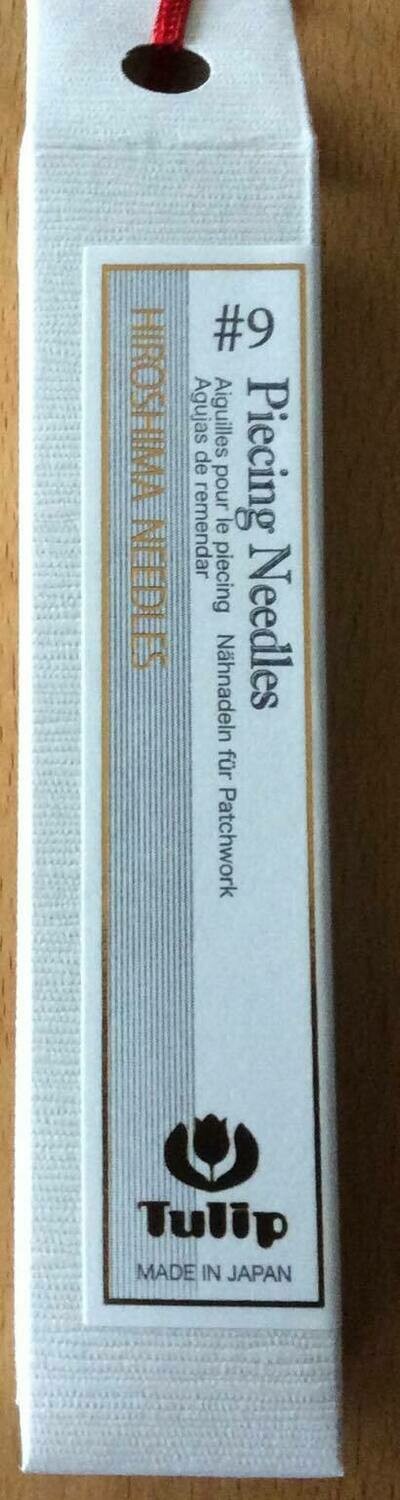 #9
Piecing Needles
Aiguilles pour le piecing  Nähnadeln für Patchwork
Agujas de remendar
HIROSHIMA NEEDLES
Tulip
MADE IN JAPAN